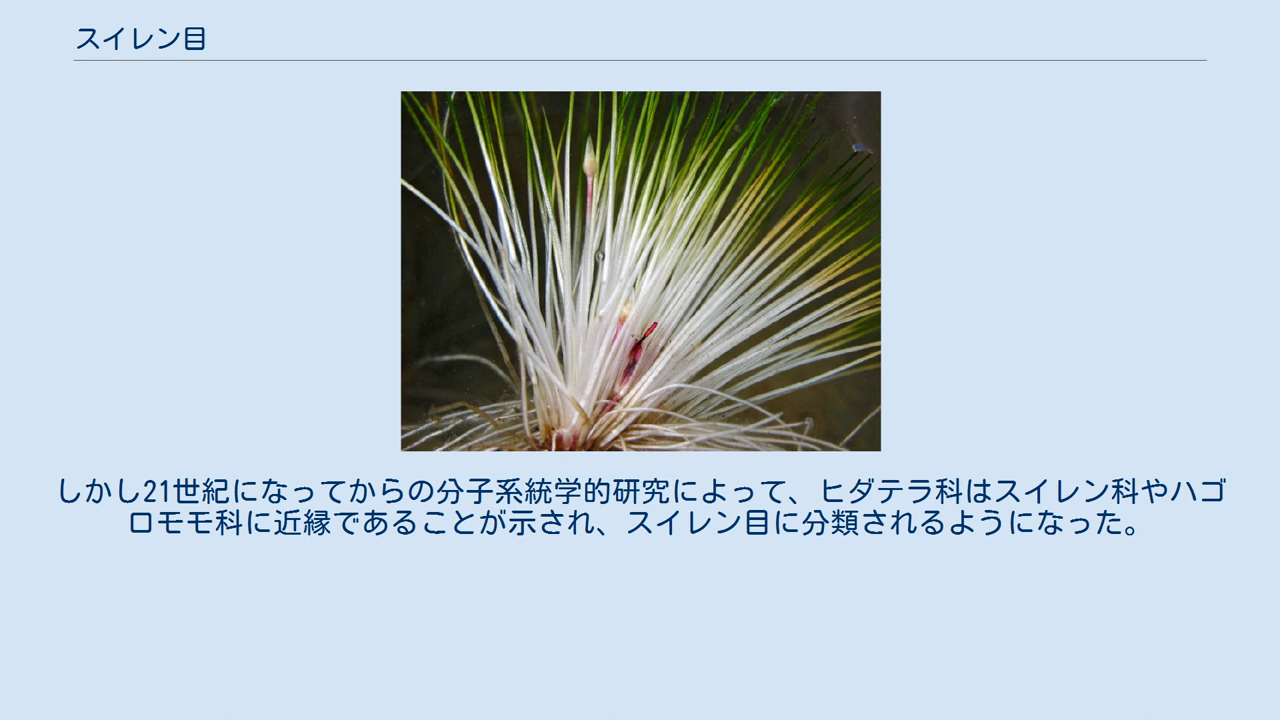 スイレン目
しかし21世紀になってからの分子系統学的研究によって、ヒダテラ科はスイレン科やハゴ
ロモモ科に近縁であることが示され、スイレン目に分類されるようになった。